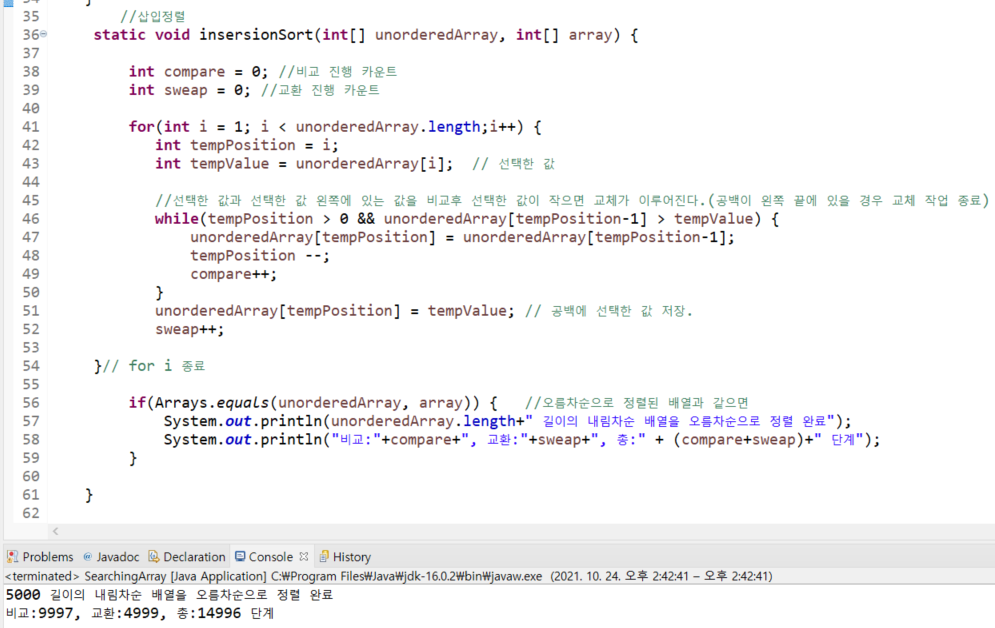 35 //삽입정렬
36 static void insersionSort(int[] unorderedArray, int[] array) {
37
38 int compare = 0; //비교 진행 카운트
39 int sweap = 0; //교환 진행 카운트
40
41 for(int i = 1; i < unorderedArray.length;i++) {
42 int tempPosition = i;
43 int tempValue = unorderedArray[i]; // 선택한 값
44
45 //선택한 값과 선택한 값 왼쪽에 있는 값을 비교후 선택한 값이 작으면 교체가 이루어진다.(공백이 왼쪽 끝에 있을 경우 교체 작업 종료)
46 while(tempPosition > 0 && unorderedArray[tempPosition-1] > tempValue) {
47 unorderedArray[tempPosition] = unorderedArray[tempPosition-1];
48 tempPosition --;
49 compare++;
50 }
51 unorderedArray[tempPosition] = tempValue; // 공백에 선택한 값 저장.
52 sweap++;
53
54 }// for i 종료
55
56 if(Arrays.equals(unorderedArray, array)) { //오름차순으로 정렬된 배열과 같으면
57 System.out.println(unorderedArray.length+" 길이의 내림차순 배열을 오름차순으로 정렬 완료");
58 System.out.println("비교:"+compare+", 교환:"+sweap+", 총:" + (compare+sweap)+" 단계");
59 }
60
61 }
62
Problems @ Javadoc Declaration Console History
<terminated> SearchingArray [Java Application] C:₩Program Files₩Java₩jdk-16.0.2₩bin₩javaw.exe (2021. 10. 24. 오후 2:42:41 – 오후 2:42:41)
5000 길이의 내림차순 배열을 오름차순으로 정렬 완료
비교:9997, 교환:4999, 총:14996 단계